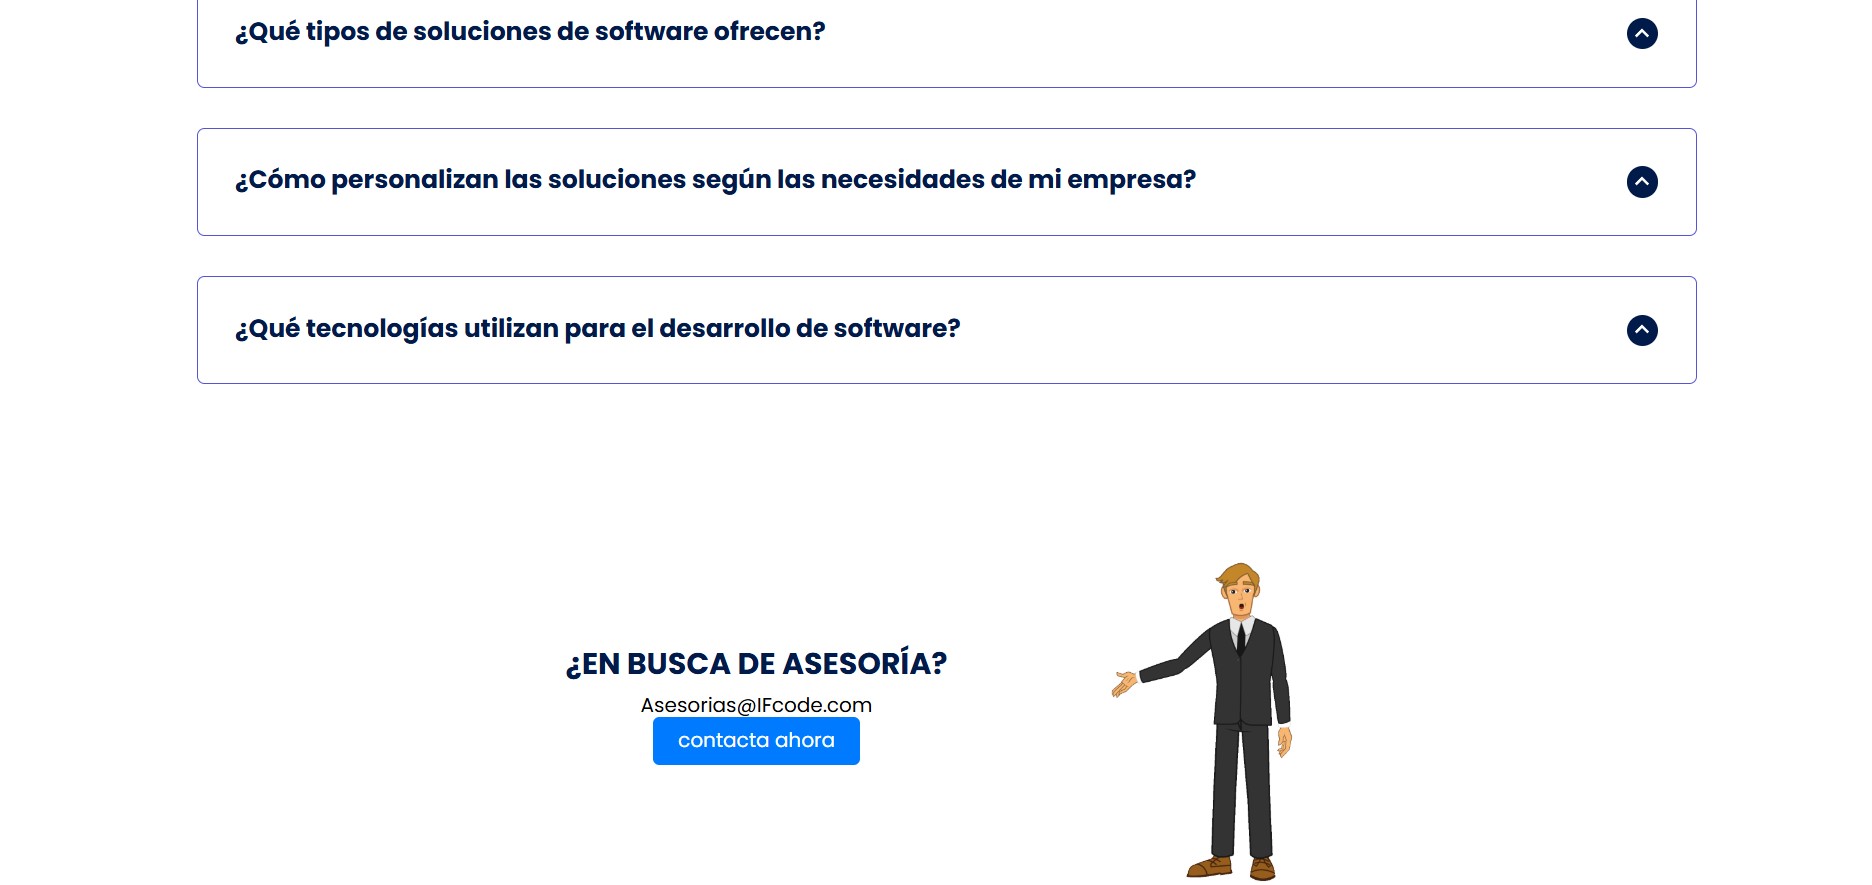 ¿Qué tipos de soluciones de software ofrecen?
¿Cómo personalizan las soluciones según las necesidades de mi empresa?
¿Qué tecnologías utilizan para el desarrollo de software?
¿EN BUSCA DE ASESORÍA?
Asesorias@IFcode.com
contacta ahora